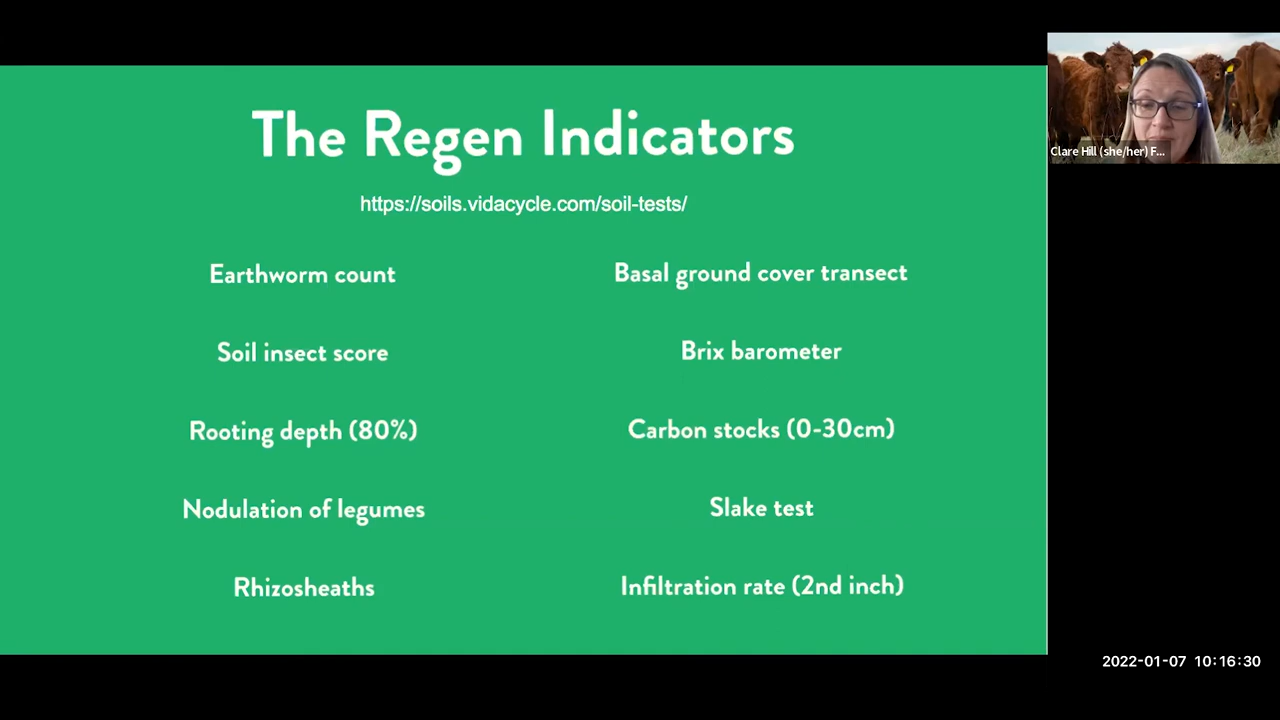 The Regen Indicators
https://soils.vidacycle.com/soil-tests/
Earthworm count
Basal ground cover transect
Soil insect score
Brix barometer
Rooting depth (80%)
Carbon stocks (0-30cm)
Nodulation of legumes
Slake test
Rhizosheaths
Infiltration rate (2nd inch)
Clare Hill (she/her) F...
2022-01-07 10:16:30